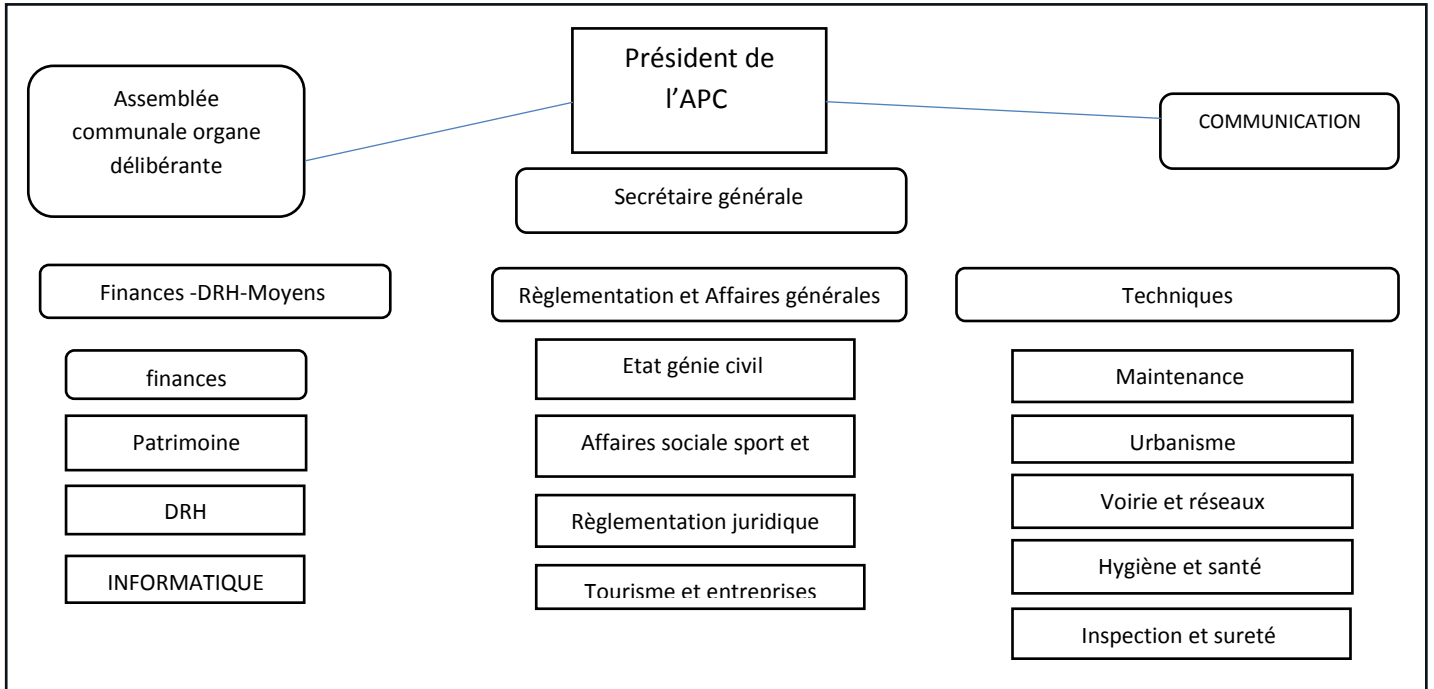 Président de
l'APC
Assemblée
communale organe
délibérante
COMMUNICATION
Secrétaire générale
Finances -DRH-Moyens
Règlementation et Affaires générales
Techniques
finances
Patrimoine
DRH
INFORMATIQUE
Etat génie civil
Affaires sociale sport et
Règlementation juridique
Tourisme et entreprises
Maintenance
Urbanisme
Voirie et réseaux
Hygiène et santé
Inspection et sureté